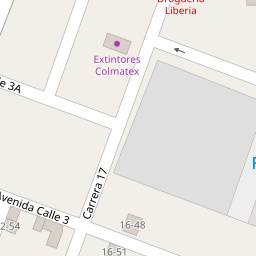 Droguería
Liberia
Extintores
Colmatex
e 3A
Avenida Calle 3
Carrera 17
2-54
16-48
16-51